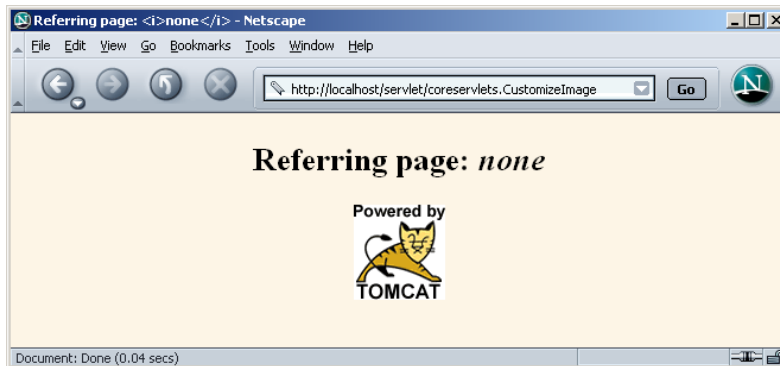 Referring page: <i>none</i> - Netscape
File Edit View Go Bookmarks Tools Window Help
http://localhost/servlet/coreservlets.CustomizeImage Go
N
Referring page: none
Powered by
TOMCAT
Document: Done (0.04 secs)